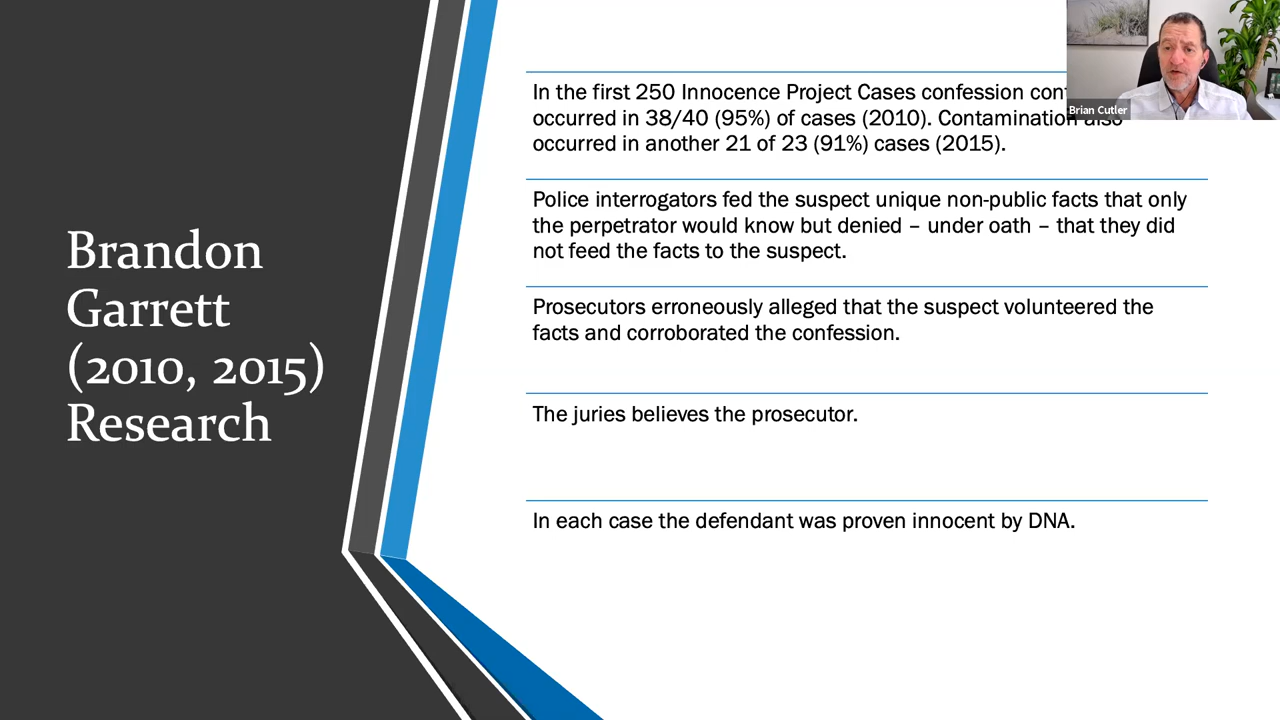 Brandon
Garrett
(2010, 2015)
Research
In the first 250 Innocence Project Cases confession
occurred in 38/40 (95%) of cases (2010). Contamination also
occurred in another 21 of 23 (91%) cases (2015).
Police interrogators fed the suspect unique non-public facts that only
the perpetrator would know but denied – under oath – that they did
not feed the facts to the suspect.
Prosecutors erroneously alleged that the suspect volunteered the
facts and corroborated the confession.
The juries believes the prosecutor.
In each case the defendant was proven innocent by DNA.
Brian Cutler